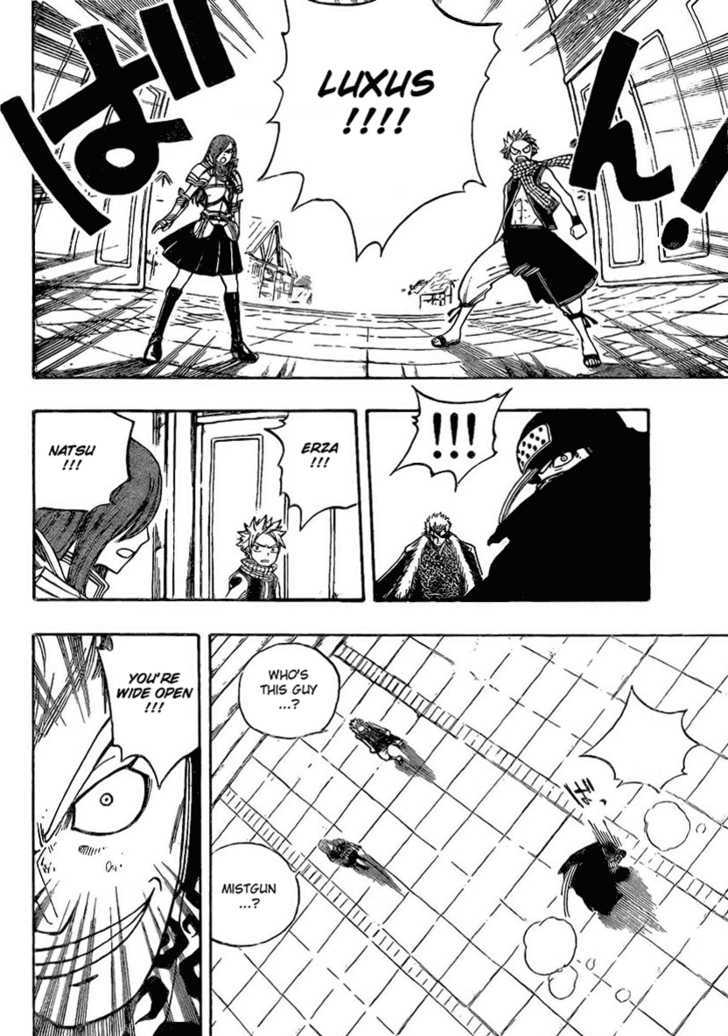 ばん!
LUXUS
!!!!
NATSU
!!!
ERZA
!!!
!!!
YOU'RE
WIDE OPEN
!!!
WHO'S
THIS GUY
...?
MISTGUN
...?